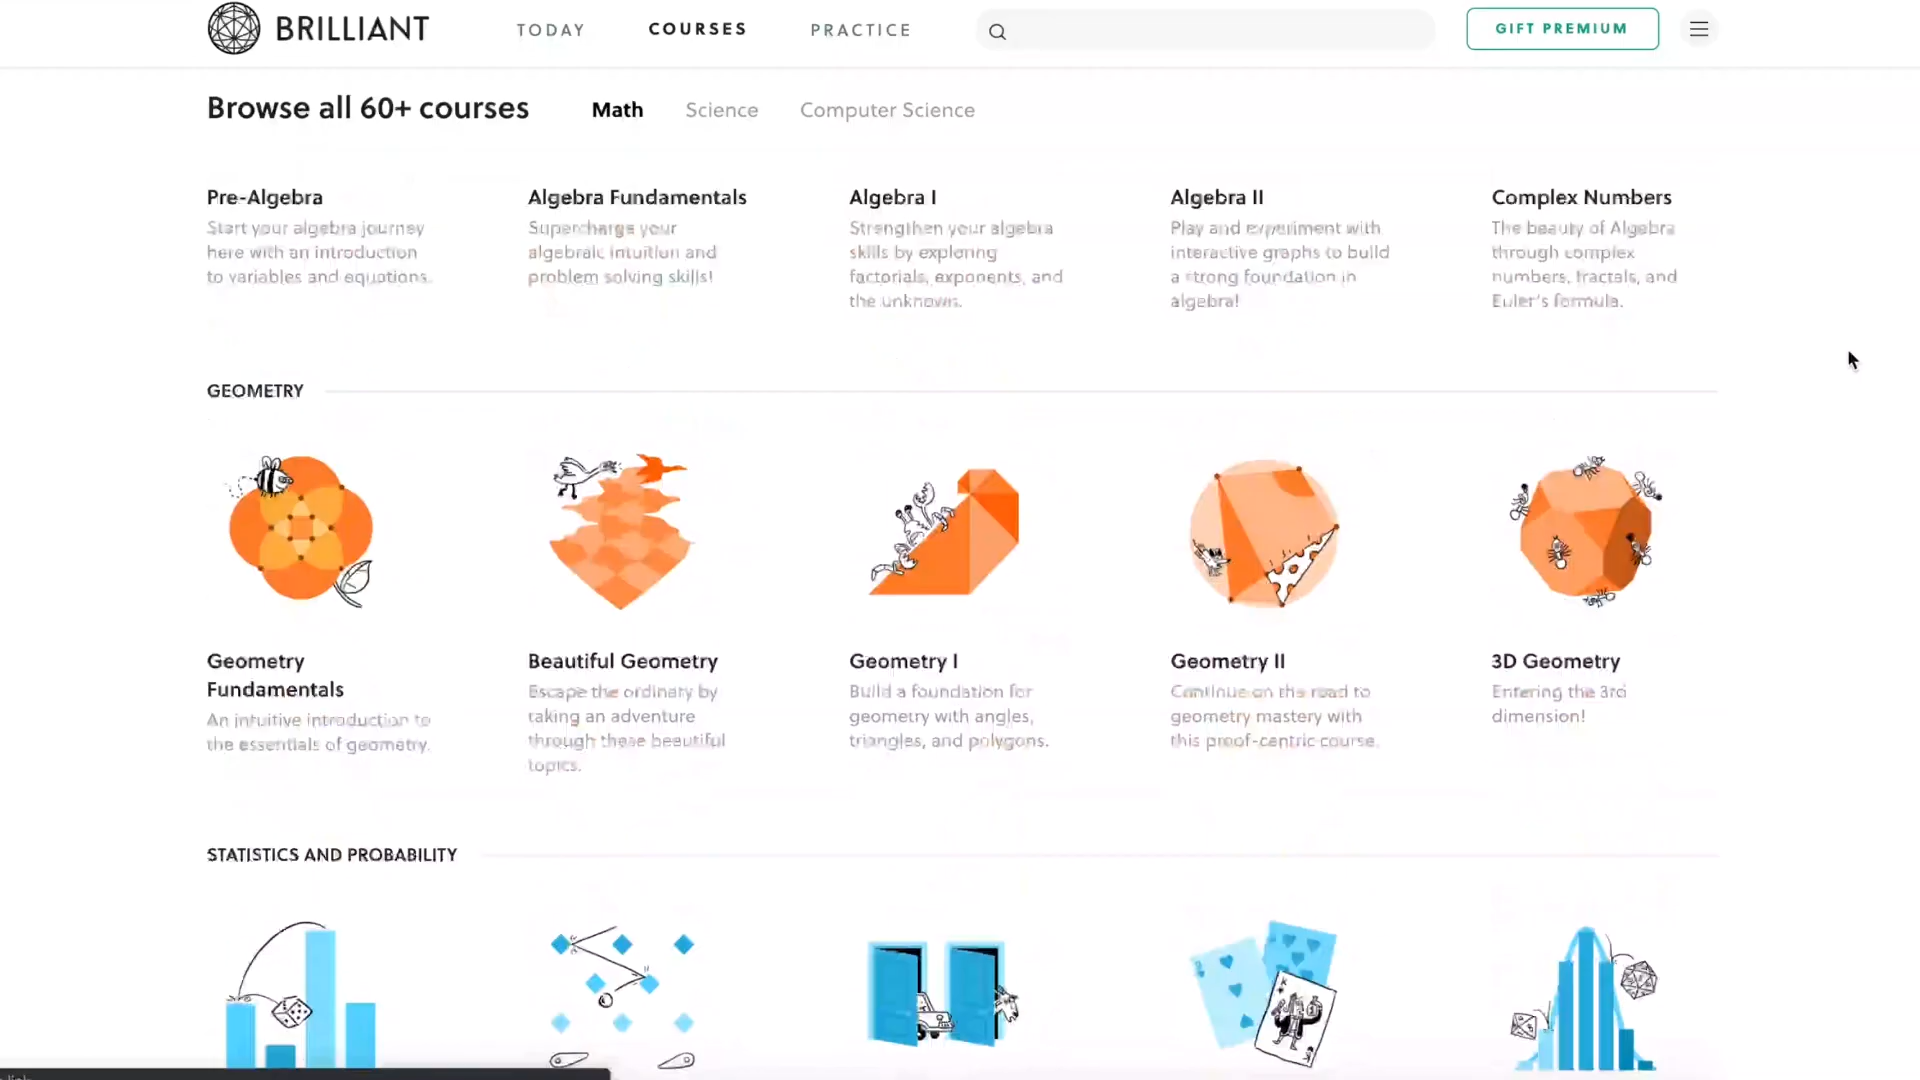 BRILLIANT
TODAY
COURSES
PRACTICE
GIFT PREMIUM
Browse all 60+ courses
Math
Science
Computer Science
Pre-Algebra
Start your algebra journey
here with an introduction
to variables and equations.
Algebra Fundamentals
Supercharge your
algebraic intuition and
problem solving skills!
Algebra I
Strengthen your algebra
skills by exploring
factorials, exponents, and
the unknown.
Algebra II
Play and experiment with
interactive graphs to build
a strong foundation in
algebra!
Complex Numbers
The beauty of Algebra
through complex
numbers, fractals, and
Euler's formula.
GEOMETRY
Geometry
Fundamentals
An intuitive introduction to
the essentials of geometry.
Beautiful Geometry
Escape the ordinary by
taking an adventure
through these beautiful
topics.
Geometry I
Build a foundation for
geometry with angles,
triangles, and polygons.
Geometry II
Continue on the road to
geometry mastery with
this proof-centric course.
3D Geometry
Entering the 3rd
dimension!
STATISTICS AND PROBABILITY